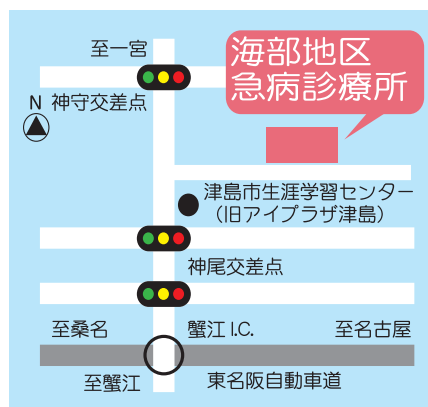 至一宮
海部地区
急病診療所
N
神守交差点
津島市生涯学習センター
（旧アイプラザ津島）
神尾交差点
至桑名
蟹江 I.C.
至名古屋
至蟹江
東名阪自動車道